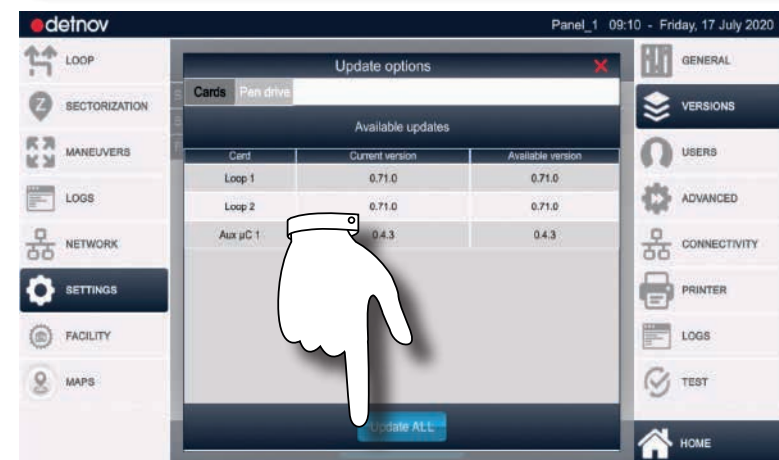 detnov
Panel_1 09:10 - Friday, 17 July 2020
LOOP
SECTORIZATION
MANEUVERS
LOGS
NETWORK
SETTINGS
FACILITY
MAPS
Update options
Cards Pen drive
Available updates
Card Current version Available version
Loop 1 0.71.0 0.71.0
Loop 2 0.71.0 0.71.0
Aux µC 1 0.4.3 0.4.3
Update ALL
GENERAL
VERSIONS
USERS
ADVANCED
CONNECTIVITY
PRINTER
LOGS
TEST
HOME